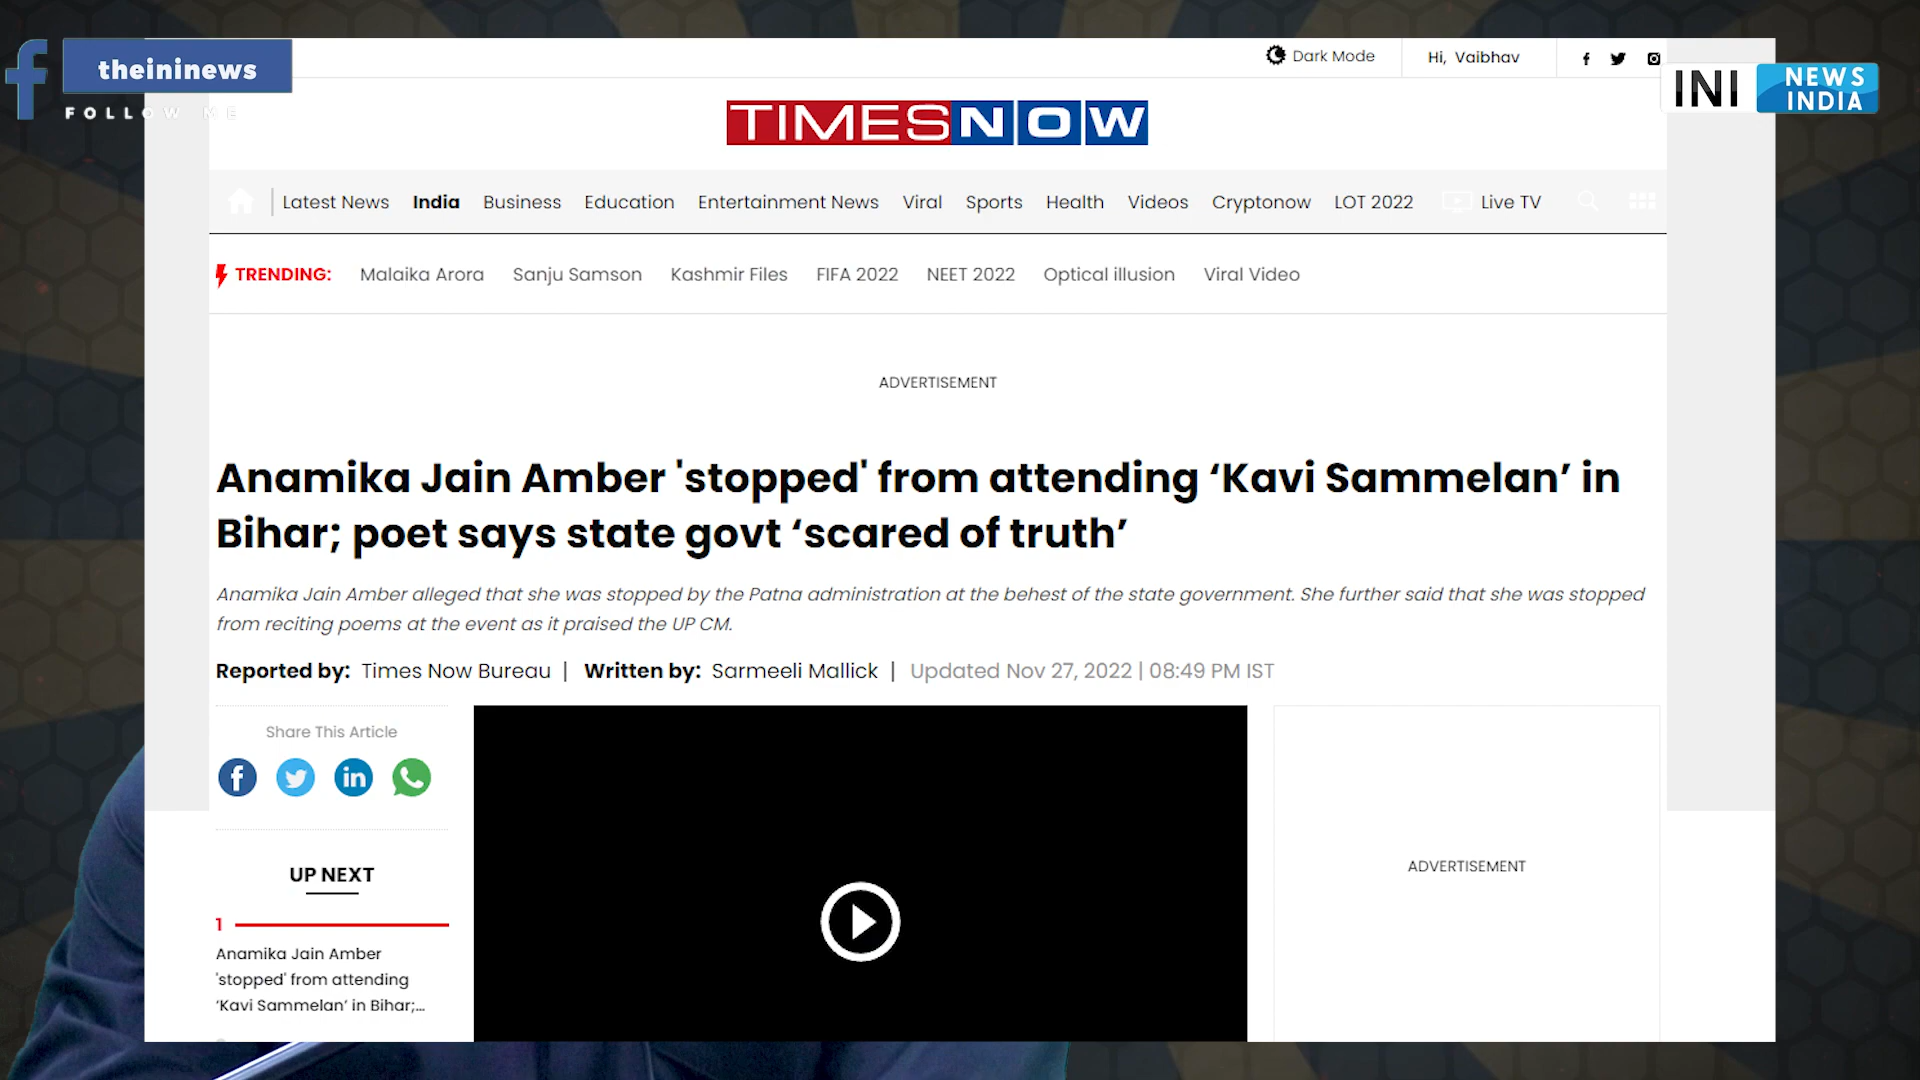 theininews
FOLLOW ME
Dark Mode
Hi, Vaibhav
INI NEWS INDIA
TIMES NOW
Latest News India Business Education Entertainment News Viral Sports Health Videos Cryptonow LOT 2022 Live TV
TRENDING: Malaika Arora Sanju Samson Kashmir Files FIFA 2022 NEET 2022 Optical illusion Viral Video
ADVERTISEMENT
Anamika Jain Amber 'stopped' from attending ‘Kavi Sammelan’ in
Bihar; poet says state govt ‘scared of truth’
Anamika Jain Amber alleged that she was stopped by the Patna administration at the behest of the state government. She further said that she was stopped
from reciting poems at the event as it praised the UP CM.
Reported by: Times Now Bureau | Written by: Sarmeeli Mallick | Updated Nov 27, 2022 | 08:49 PM IST
Share This Article
UP NEXT
1
Anamika Jain Amber
'stopped' from attending
‘Kavi Sammelan’ in Bihar;...
ADVERTISEMENT